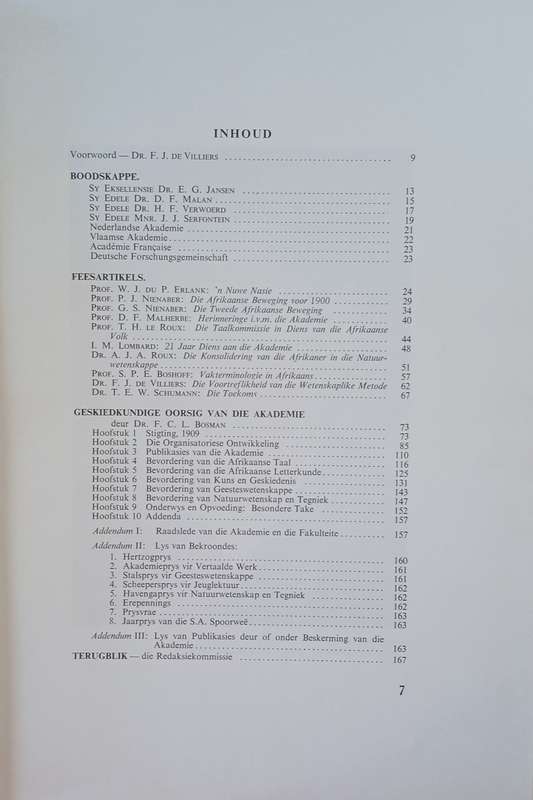 INHOUD
Voorwoord — DR. F. J. DE VILLIERS 9
BOODSKAPPE.
SY EKSELLENSIE DR. E. G. JANSEN 13
SY EDELE DR. D. F. MALAN 15
SY EDELE DR. H. F. VERWOERD 17
SY EDELE MNR. J. J. SERFONTEIN 19
Nederlandse Akademie 21
Vlaamse Akademie 22
Académie Française 23
Deutsche Forschungsgemeinschaft 23
FEESARTIKELS.
PROF. W. J. DU P. ERLANK: 'n Nuwe Nasie 24
PROF. P. J. NIENABER: Die Afrikaanse Beweging voor 1900 29
PROF. G. S. NIENABER: Die Tweede Afrikaanse Beweging 34
PROF. D. F. MALHERBE: Herinneringe i.v.m. die Akademie 40
PROF. T. H. LE ROUX: Die Taalkommissie in Diens van die Afrikaanse
Volk 44
I. M. LOMBARD: 21 Jaar Diens aan die Akademie 48
DR. A. J. A. ROUX: Die Konsolidering van die Afrikaner in die Natuur-
wetenskappe 51
PROF. S. P. E. BOSHOFF: Vakterminologie in Afrikaans 57
DR. F. J. DE VILLIERS: Die Voortreflikheid van die Wetenskaplike Metode 62
DR. T. E. W. SCHUMANN: Die Toekoms 67
GESKIEDKUNDIGE OORSIG VAN DIE AKADEMIE
deur DR. F. C. L. BOSMAN 73
Hoofstuk 1 Stigting, 1909 73
Hoofstuk 2 Die Organisatoriese Ontwikkeling 85
Hoofstuk 3 Publikasies van die Akademie 110
Hoofstuk 4 Bevordering van die Afrikaanse Taal 116
Hoofstuk 5 Bevordering van die Afrikaanse Letterkunde 125
Hoofstuk 6 Bevordering van Kuns en Geskiedenis 131
Hoofstuk 7 Bevordering van Geesteswetenskappe 143
Hoofstuk 8 Bevordering van Natuurwetenskap en Tegniek 147
Hoofstuk 9 Onderwys en Opvoeding: Besondere Take 152
Hoofstuk 10 Addenda 157
Addendum I: Raadslede van die Akademie en die Fakulteite 157
Addendum II: Lys van Bekroondes:
1. Hertzogprys 160
2. Akademieprys vir Vertaalde Werk 161
3. Stalsprys vir Geesteswetenskappe 161
4. Scheepersprys vir Jeuglektuur 162
5. Havengaprys vir Natuurwetenskap en Tegniek 162
6. Erepennings 162
7. Prysvrae 163
8. Jaarprys van die S.A. Spoorweë 163
Addendum III: Lys van Publikasies deur of onder Beskerming van die
Akademie 163
TERUGBLIK — die Redaksiekommissie 167
7